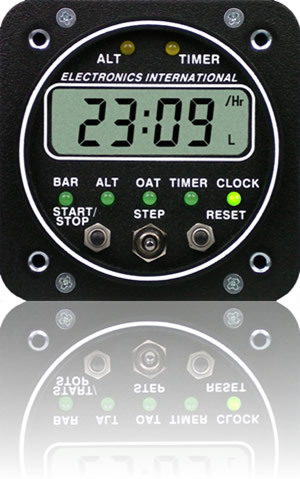 ALT TIMER
ELECTRONICS INTERNATIONAL
/Hr
23:09
L
BAR ALT OAT TIMER CLOCK
START/ STEP RESET
STOP